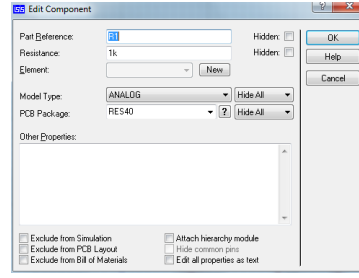 ISIS Edit Component
Part Reference: R1 Hidden:
Resistance: 1k Hidden:
Element: New
Model Type: ANALOG Hide All
PCB Package: RES40 ? Hide All
Other Properties:
Exclude from Simulation Attach hierarchy module
Exclude from PCB Layout Hide common pins
Exclude from Bill of Materials Edit all properties as text
OK
Help
Cancel